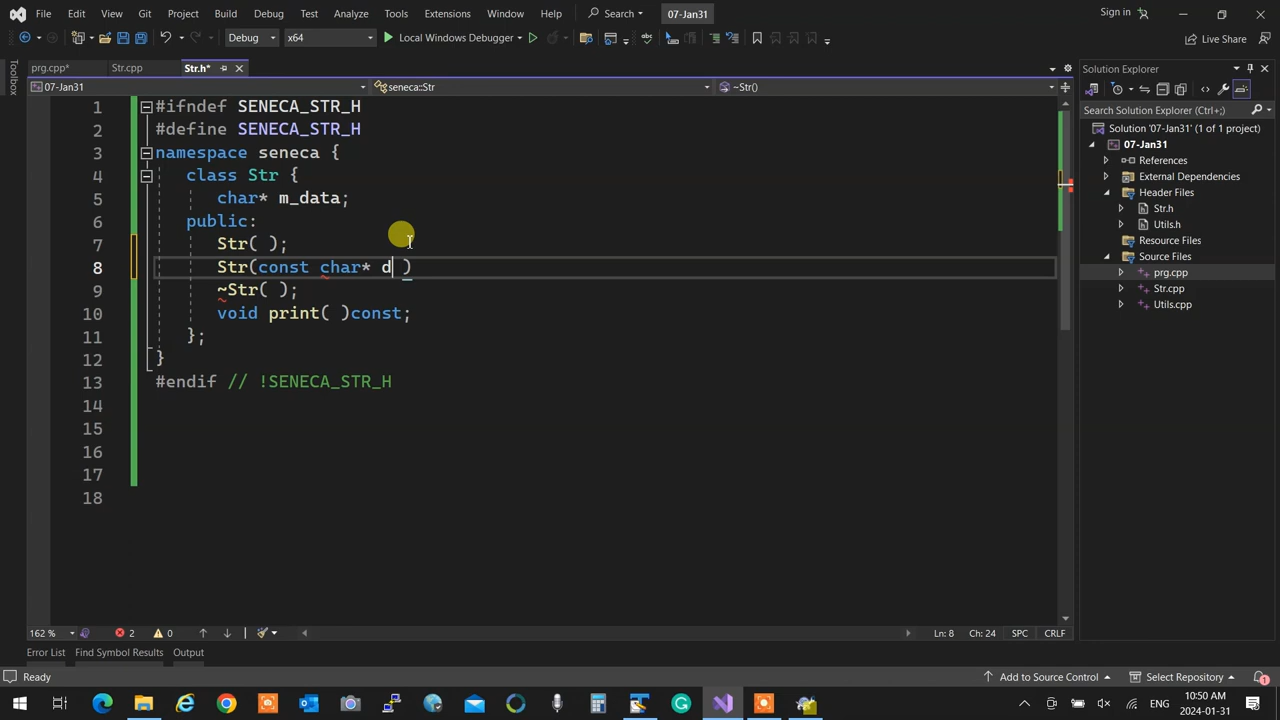 File Edit View Git Project Build Debug Test Analyze Tools Extensions Window Help Search 07-Jan31 Sign in
Debug x64 Local Windows Debugger Live Share
Toolbox
prg.cpp* Str.cpp Str.h*
07-Jan31 seneca::Str ~Str()
1 #ifndef SENECA_STR_H
2 #define SENECA_STR_H
3 namespace seneca {
4 class Str {
5 char* m_data;
6 public:
7 Str( );
8 Str(const char* d )
9 ~Str( );
10 void print( )const;
11 };
12 }
13 #endif // !SENECA_STR_H
14
15
16
17
18
162 % 2 0 Ln: 8 Ch: 24 SPC CRLF
Error List Find Symbol Results Output
Solution Explorer
Search Solution Explorer (Ctrl+;)
Solution '07-Jan31' (1 of 1 project)
07-Jan31
References
External Dependencies
Header Files
Str.h
Utils.h
Resource Files
Source Files
prg.cpp
Str.cpp
Utils.cpp
Ready Add to Source Control Select Repository 1
ENG 10:50 AM
2024-01-31